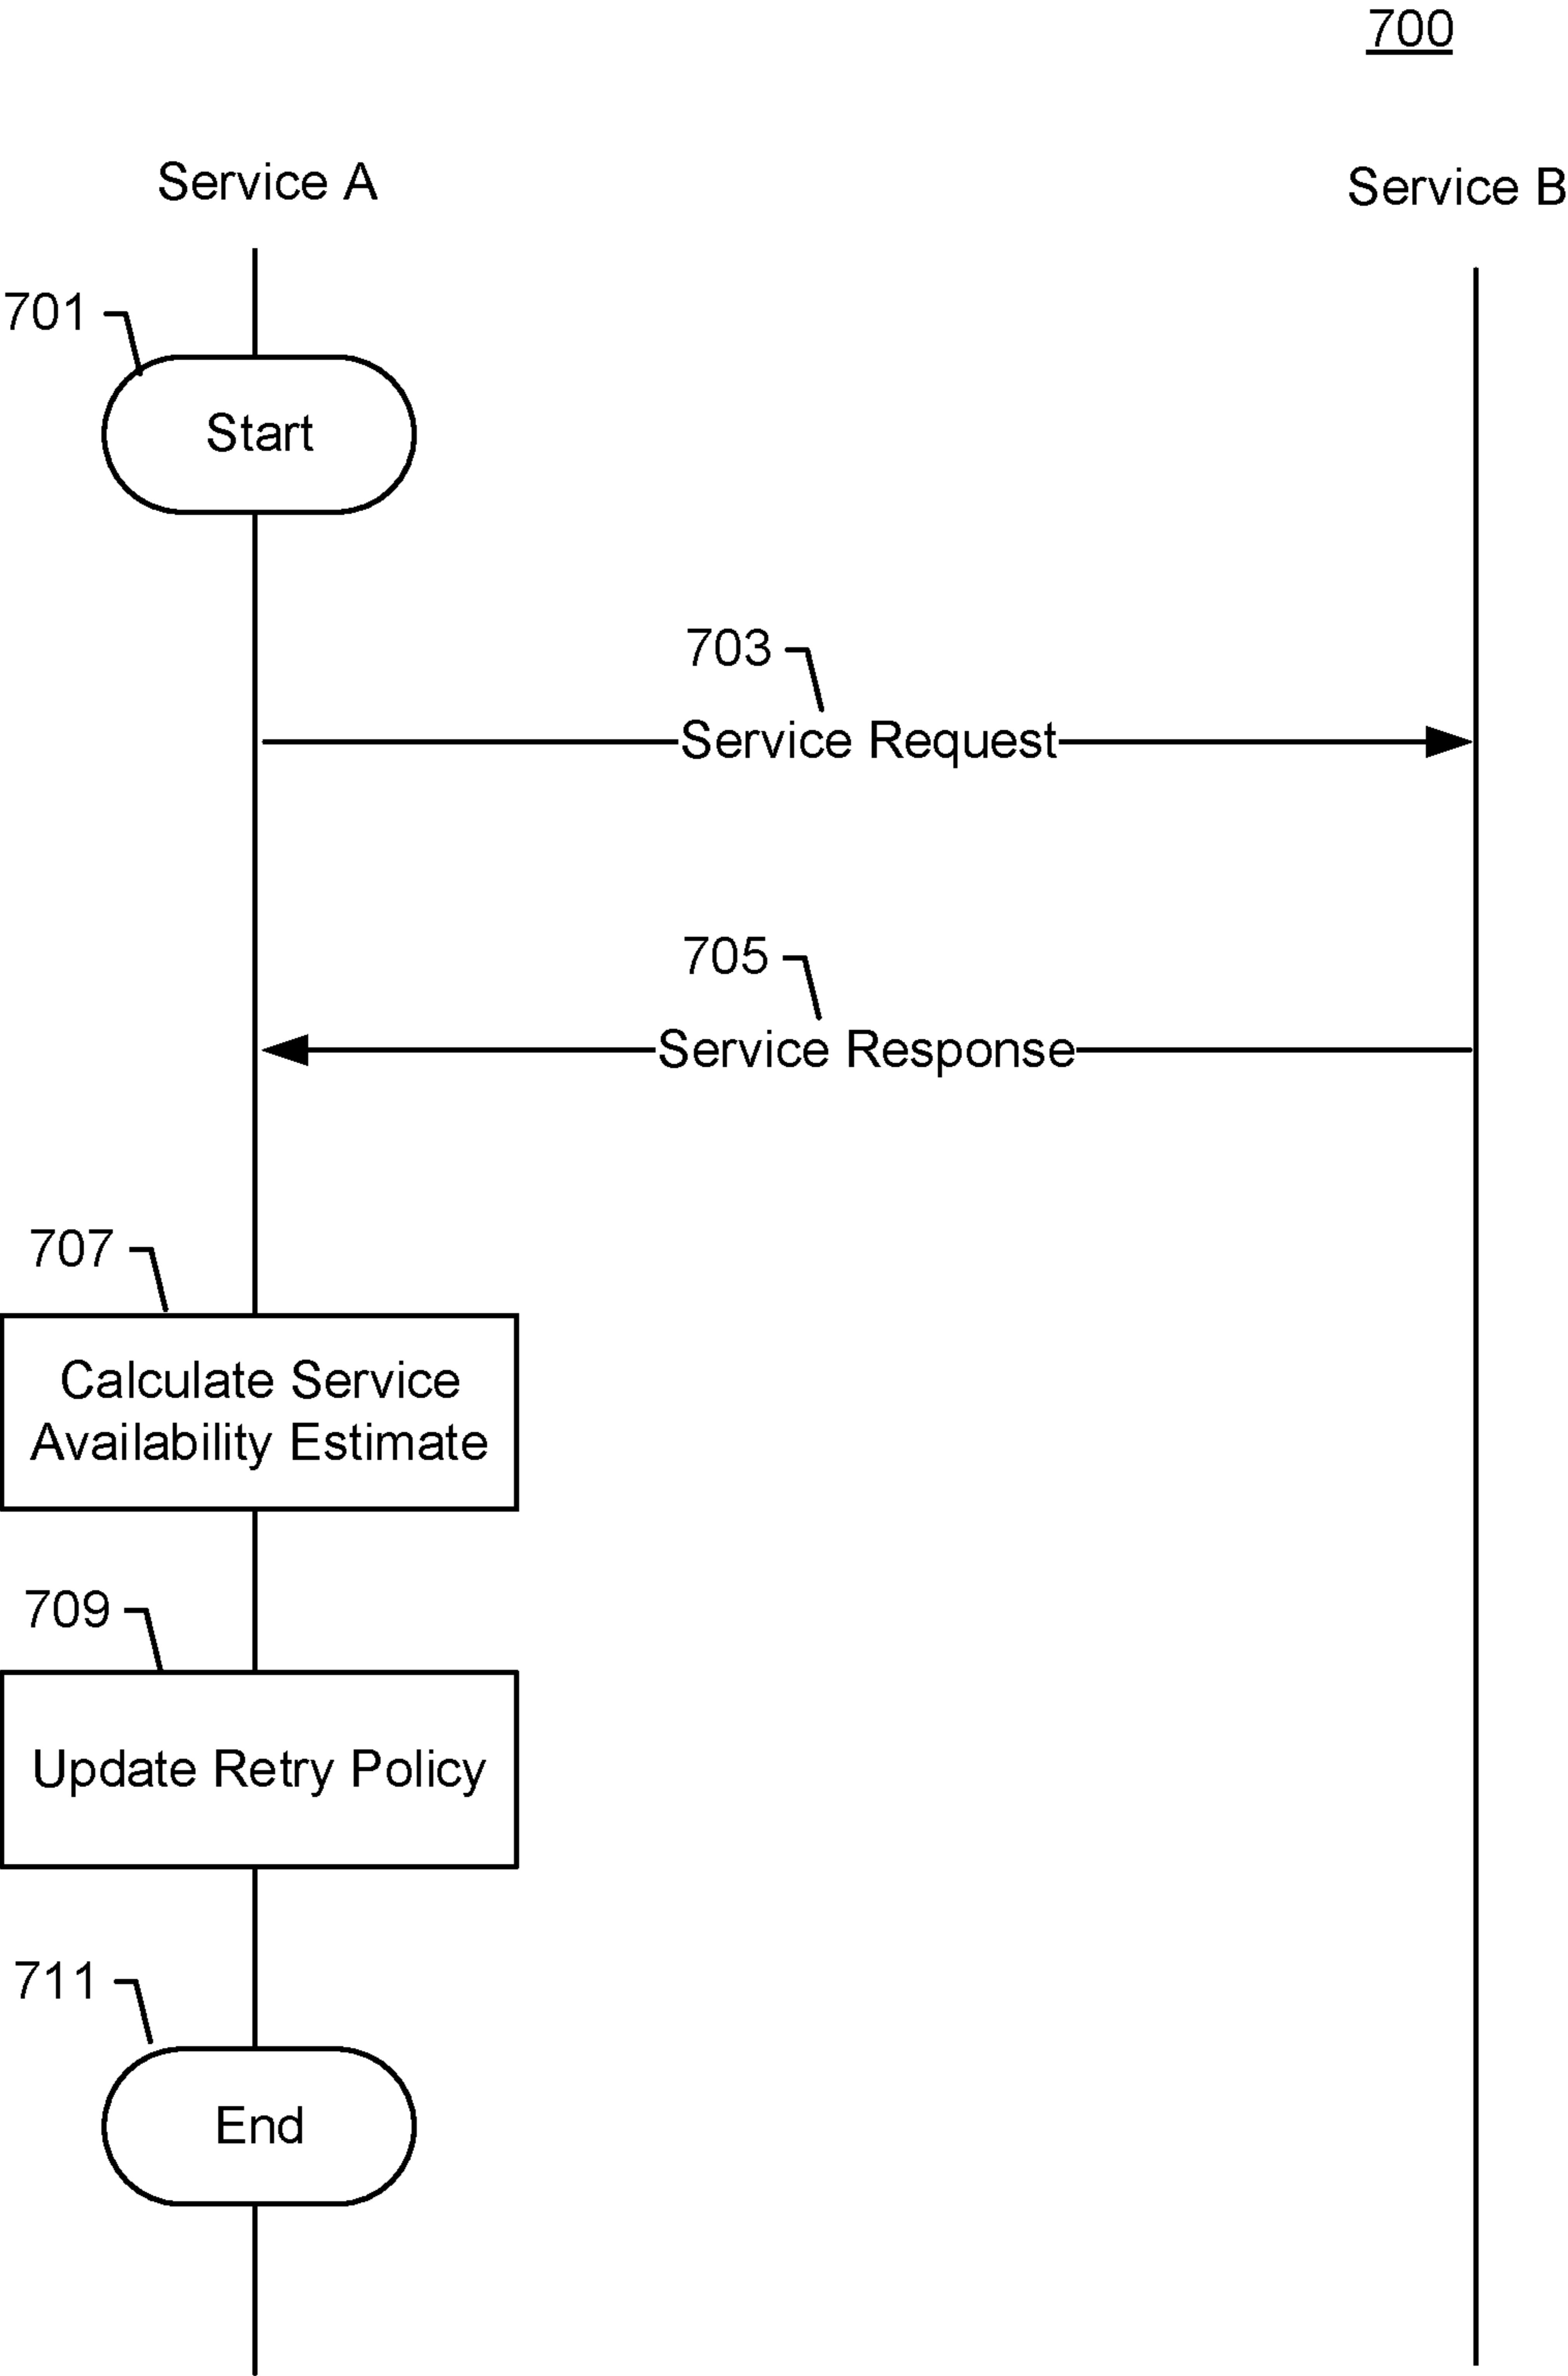 700
Service A
Service B
701
Start
703
Service Request
705
Service Response
707
Calculate Service
Availability Estimate
709
Update Retry Policy
711
End